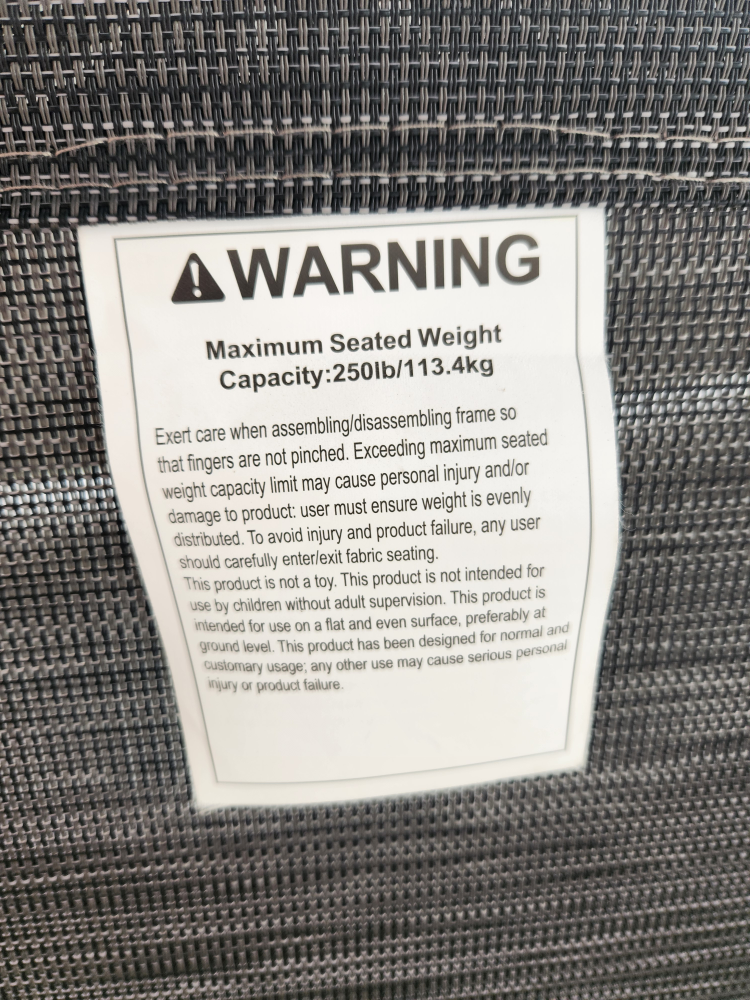 WARNING
Maximum Seated Weight
Capacity:250lb/113.4kg
Exert care when assembling/disassembling frame so
that fingers are not pinched. Exceeding maximum seated
weight capacity limit may cause personal injury and/or
damage to product: user must ensure weight is evenly
distributed. To avoid injury and product failure, any user
should carefully enter/exit fabric seating.
This product is not a toy. This product is not intended for
use by children without adult supervision. This product is
intended for use on a flat and even surface, preferably at
ground level. This product has been designed for normal and
customary usage; any other use may cause serious personal
injury or product failure.